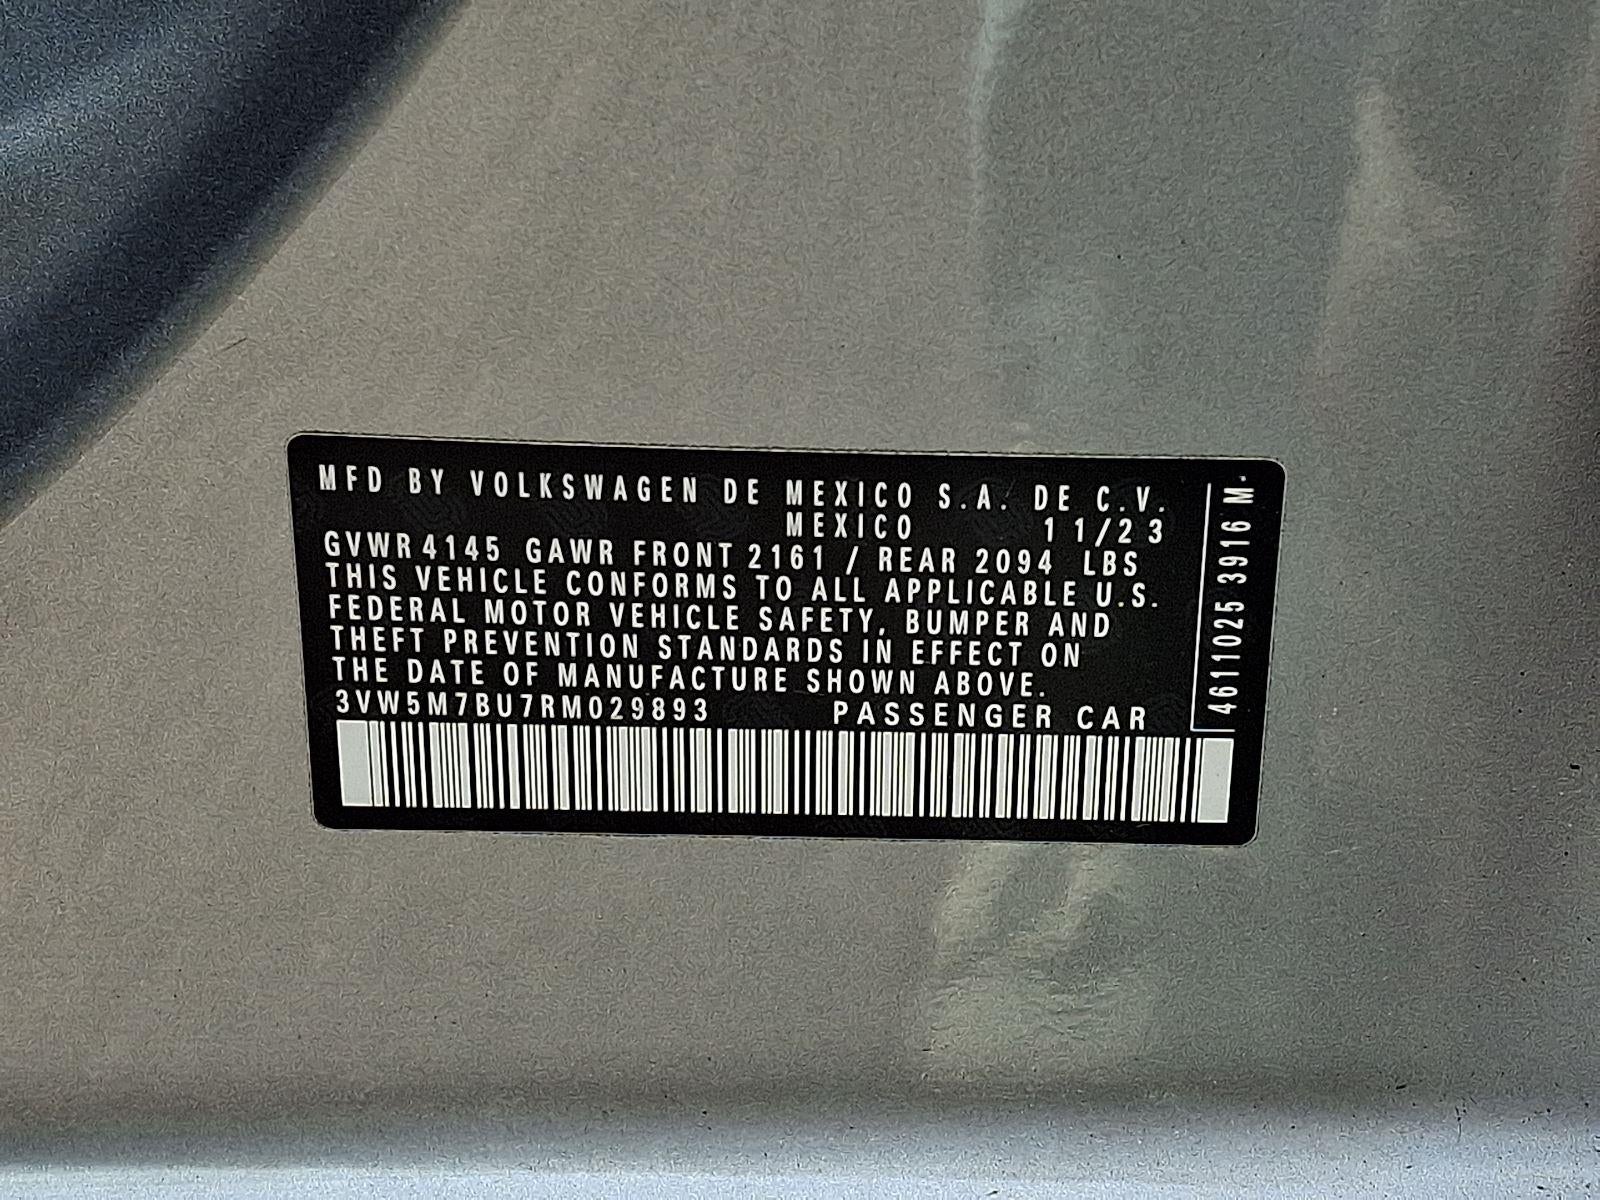 MFD BY VOLKSWAGEN DE MEXICO S.A. DE C.V.
MEXICO 11/23
GVWR 4145 GAWR FRONT 2161 / REAR 2094 LBS
THIS VEHICLE CONFORMS TO ALL APPLICABLE U.S.
FEDERAL MOTOR VEHICLE SAFETY, BUMPER AND
THEFT PREVENTION STANDARDS IN EFFECT ON
THE DATE OF MANUFACTURE SHOWN ABOVE.
3VW5M7BU7RM029893 PASSENGER CAR
4611025 3916 M